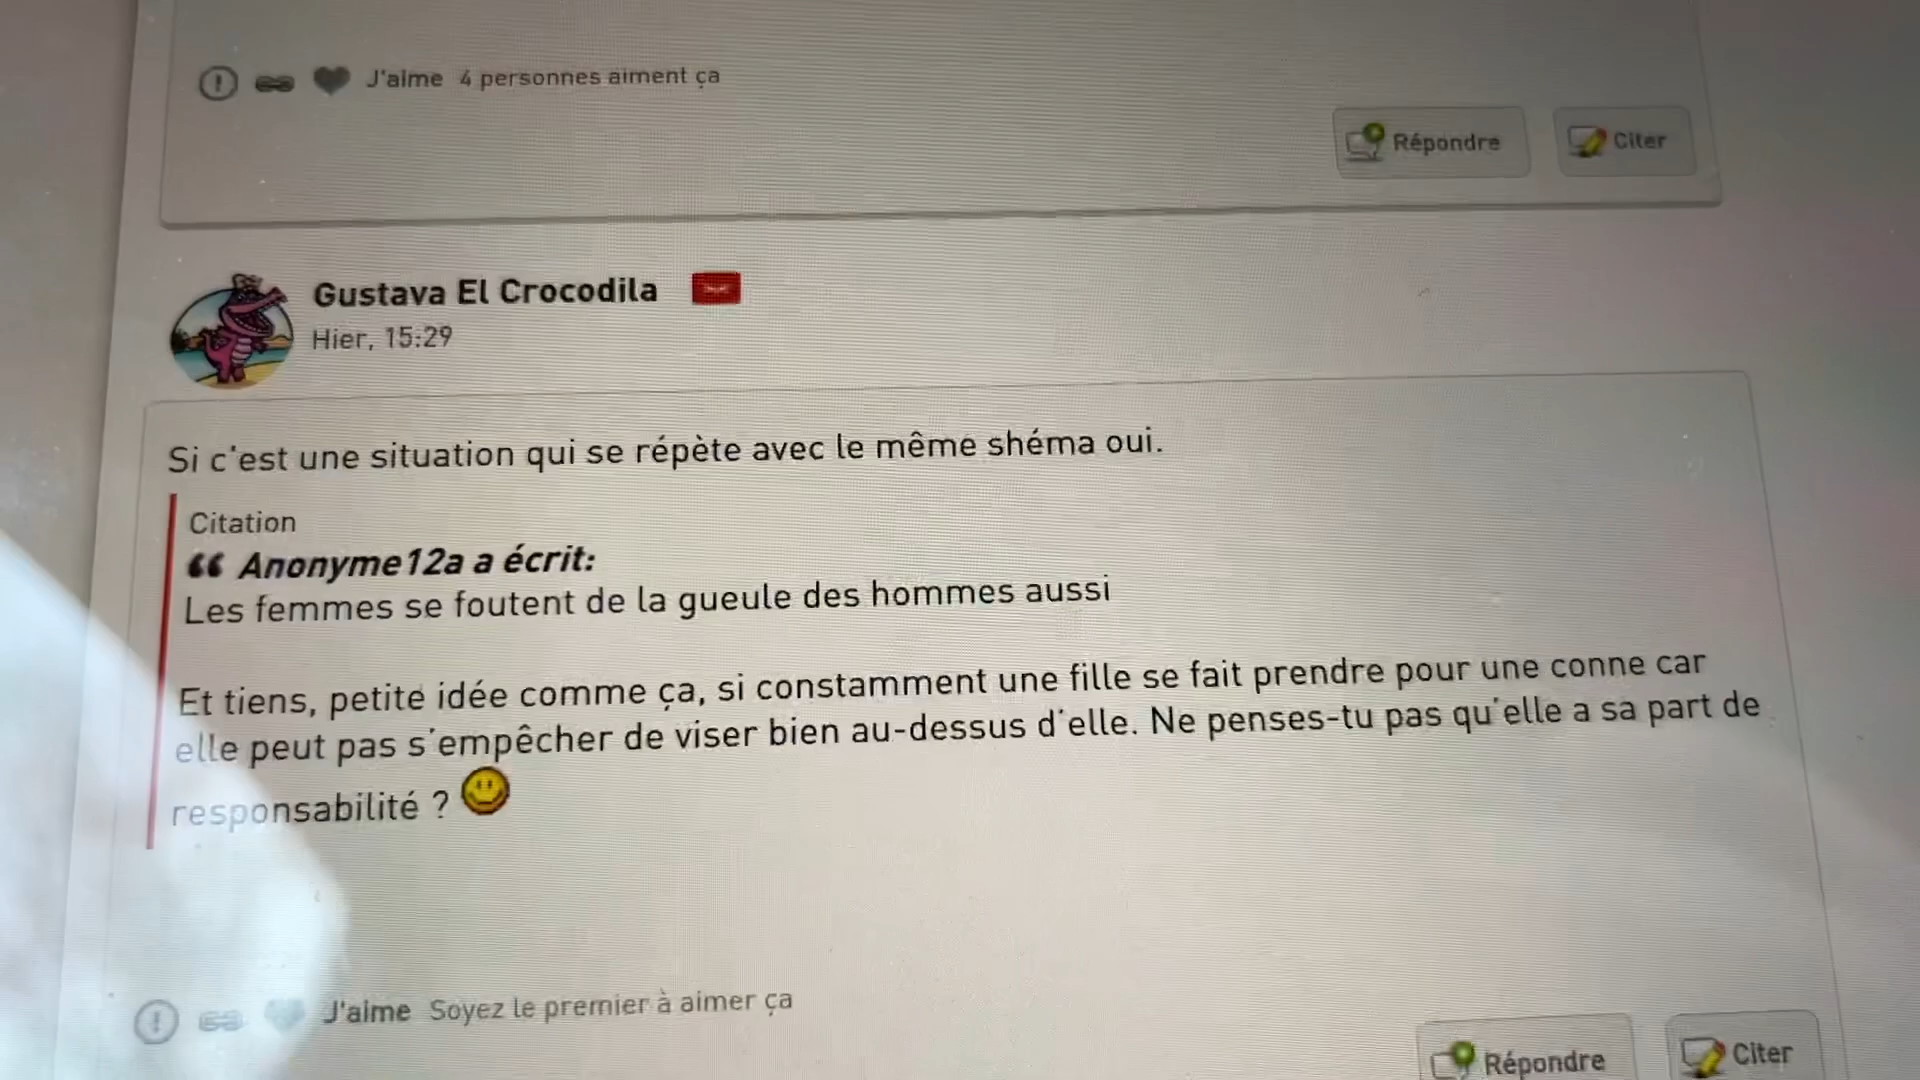 J'aime 4 personnes aiment ça
Répondre Citer
Gustava El Crocodila
Hier, 15:29
Si c'est une situation qui se répète avec le même shéma oui.
Citation
“ Anonyme12a a écrit:
Les femmes se foutent de la gueule des hommes aussi
Et tiens, petite idée comme ça, si constamment une fille se fait prendre pour une conne car
elle peut pas s'empêcher de viser bien au-dessus d'elle. Ne penses-tu pas qu'elle a sa part de
responsabilité ?
J'aime Soyez le premier à aimer ça
Répondre Citer